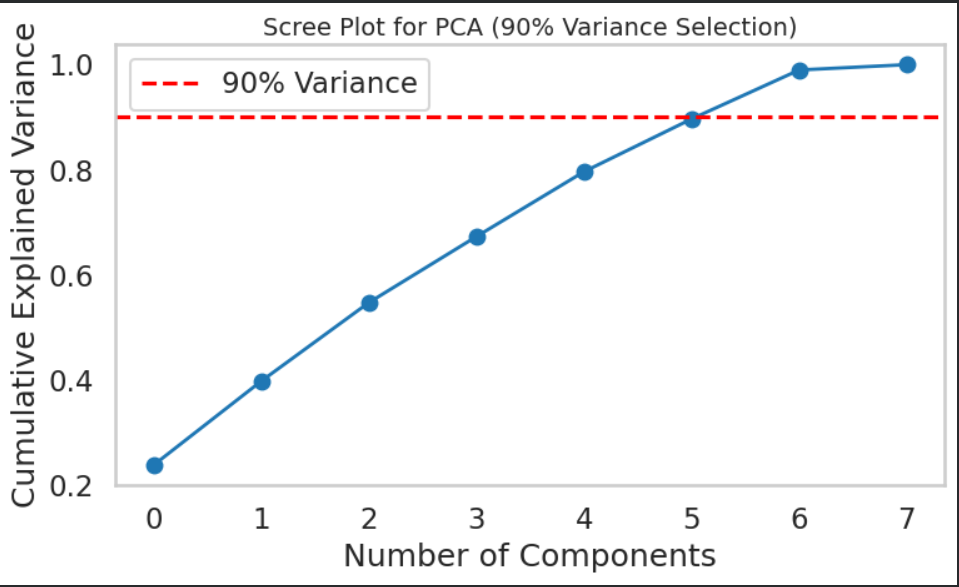 Scree Plot for PCA (90% Variance Selection)
Cumulative Explained Variance
1.0
0.8
0.6
0.4
0.2
90% Variance
0 1 2 3 4 5 6 7
Number of Components